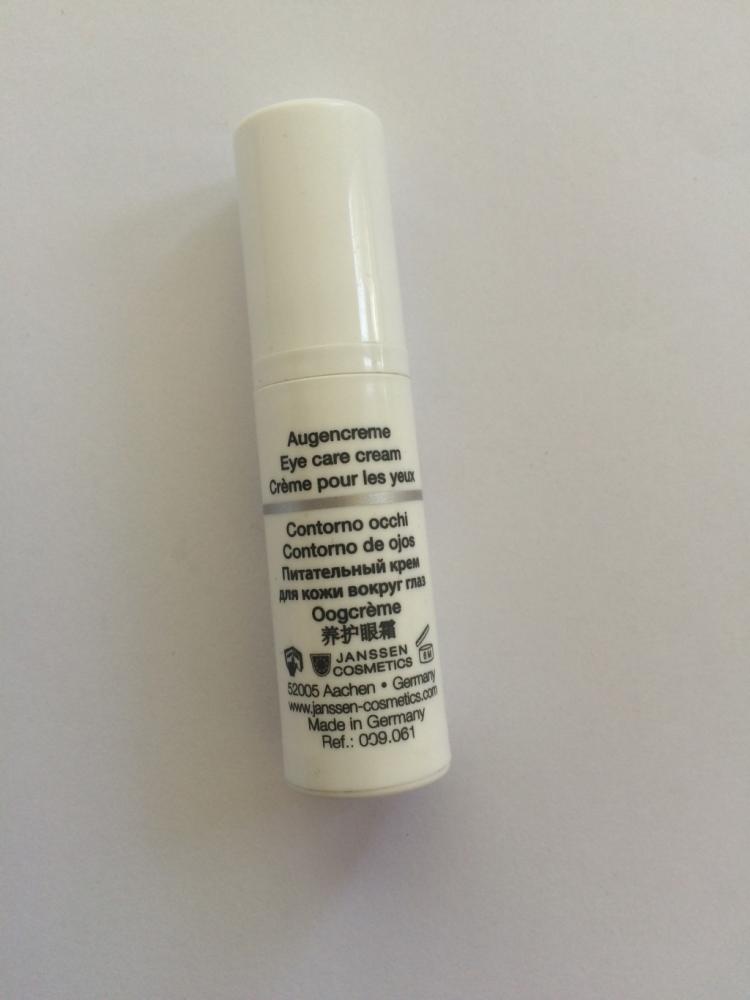 Augencreme
Eye care cream
Crème pour les yeux
Contorno occhi
Contorno de ojos
Питательный крем
для кожи вокруг глаз
Oogcrème
养护眼霜
JANSSEN
COSMETICS
6M
52005 Aachen • Germany
www.janssen-cosmetics.com
Made in Germany
Ref.: 009.061